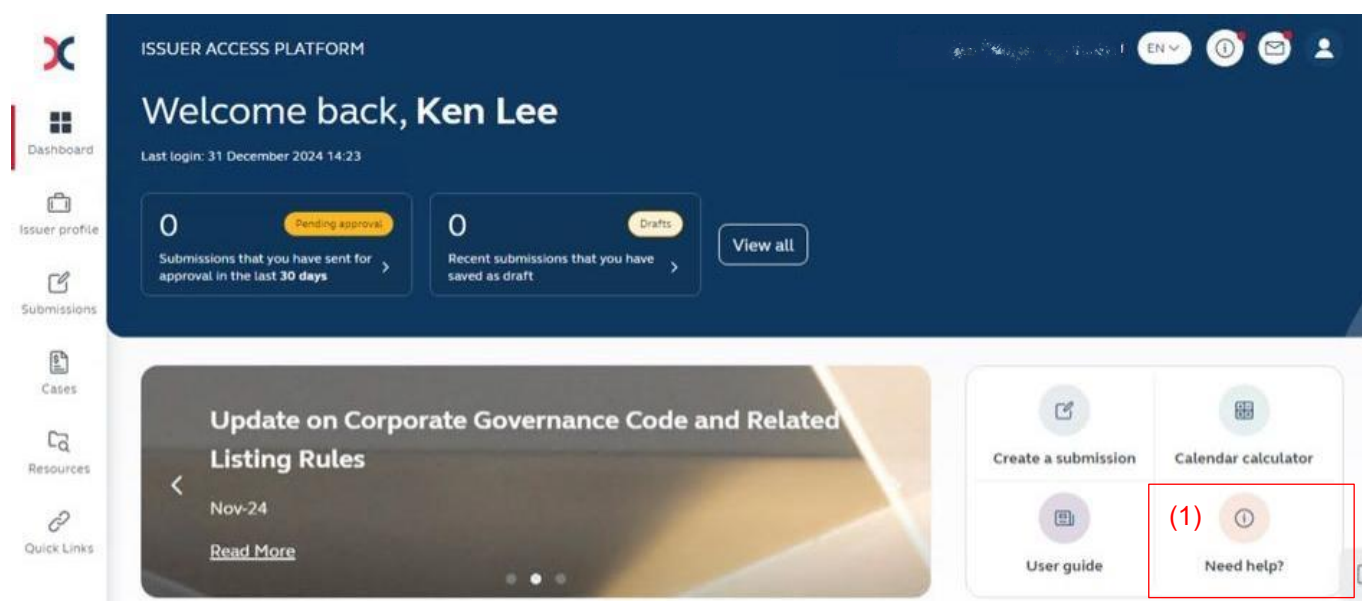 ISSUER ACCESS PLATFORM
EN
Welcome back, Ken Lee
Last login: 31 December 2024 14:23
Dashboard
Issuer profile
Submissions
Cases
Resources
Quick Links
0
Pending approval
Submissions that you have sent for
approval in the last 30 days
0
Drafts
Recent submissions that you have
saved as draft
View all
Update on Corporate Governance Code and Related
Listing Rules
Nov-24
Read More
Create a submission
Calendar calculator
User guide
(1)
Need help?